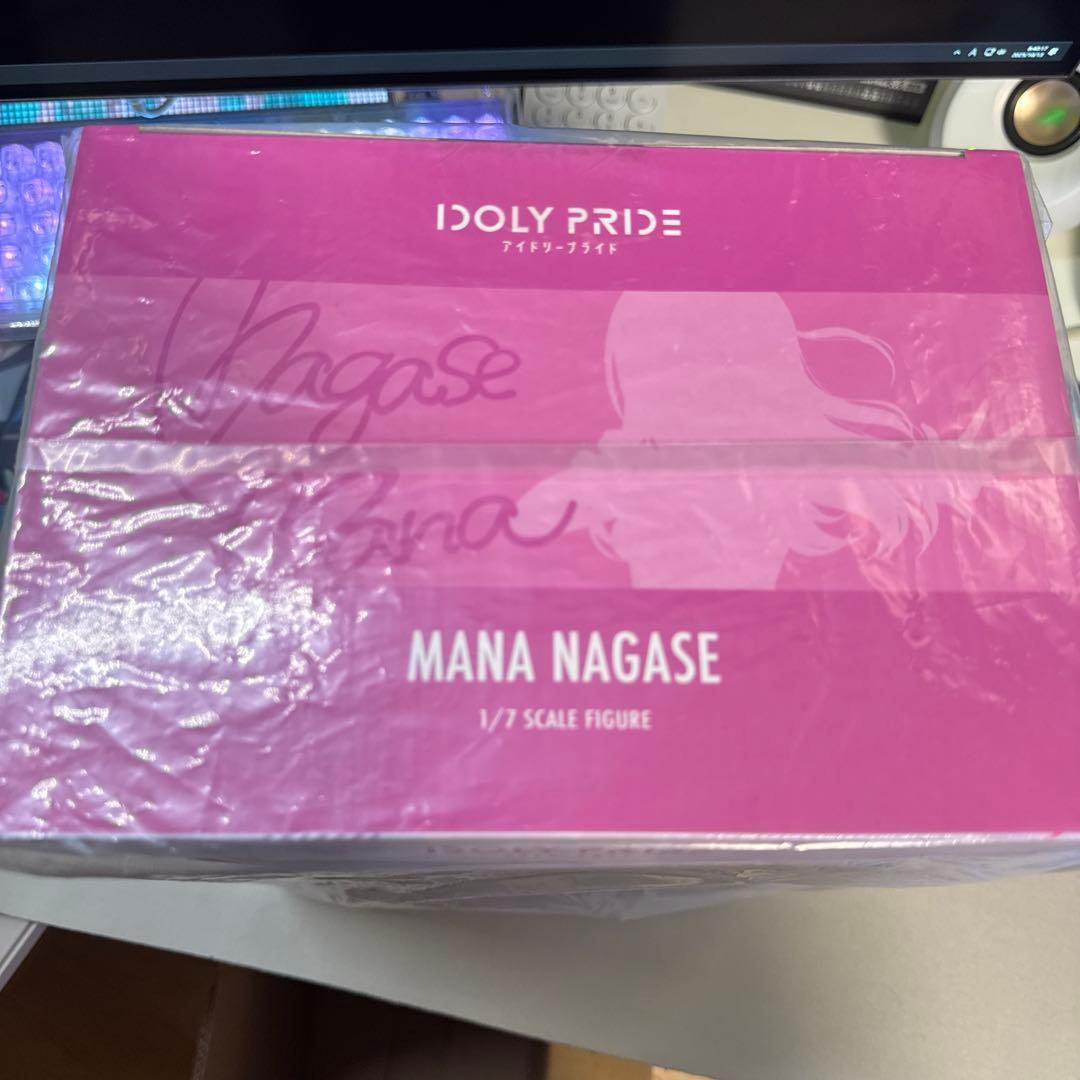 IDOLY PRIDE
アイドリープライド
Nagase
Mana
MANA NAGASE
1/7 SCALE FIGURE